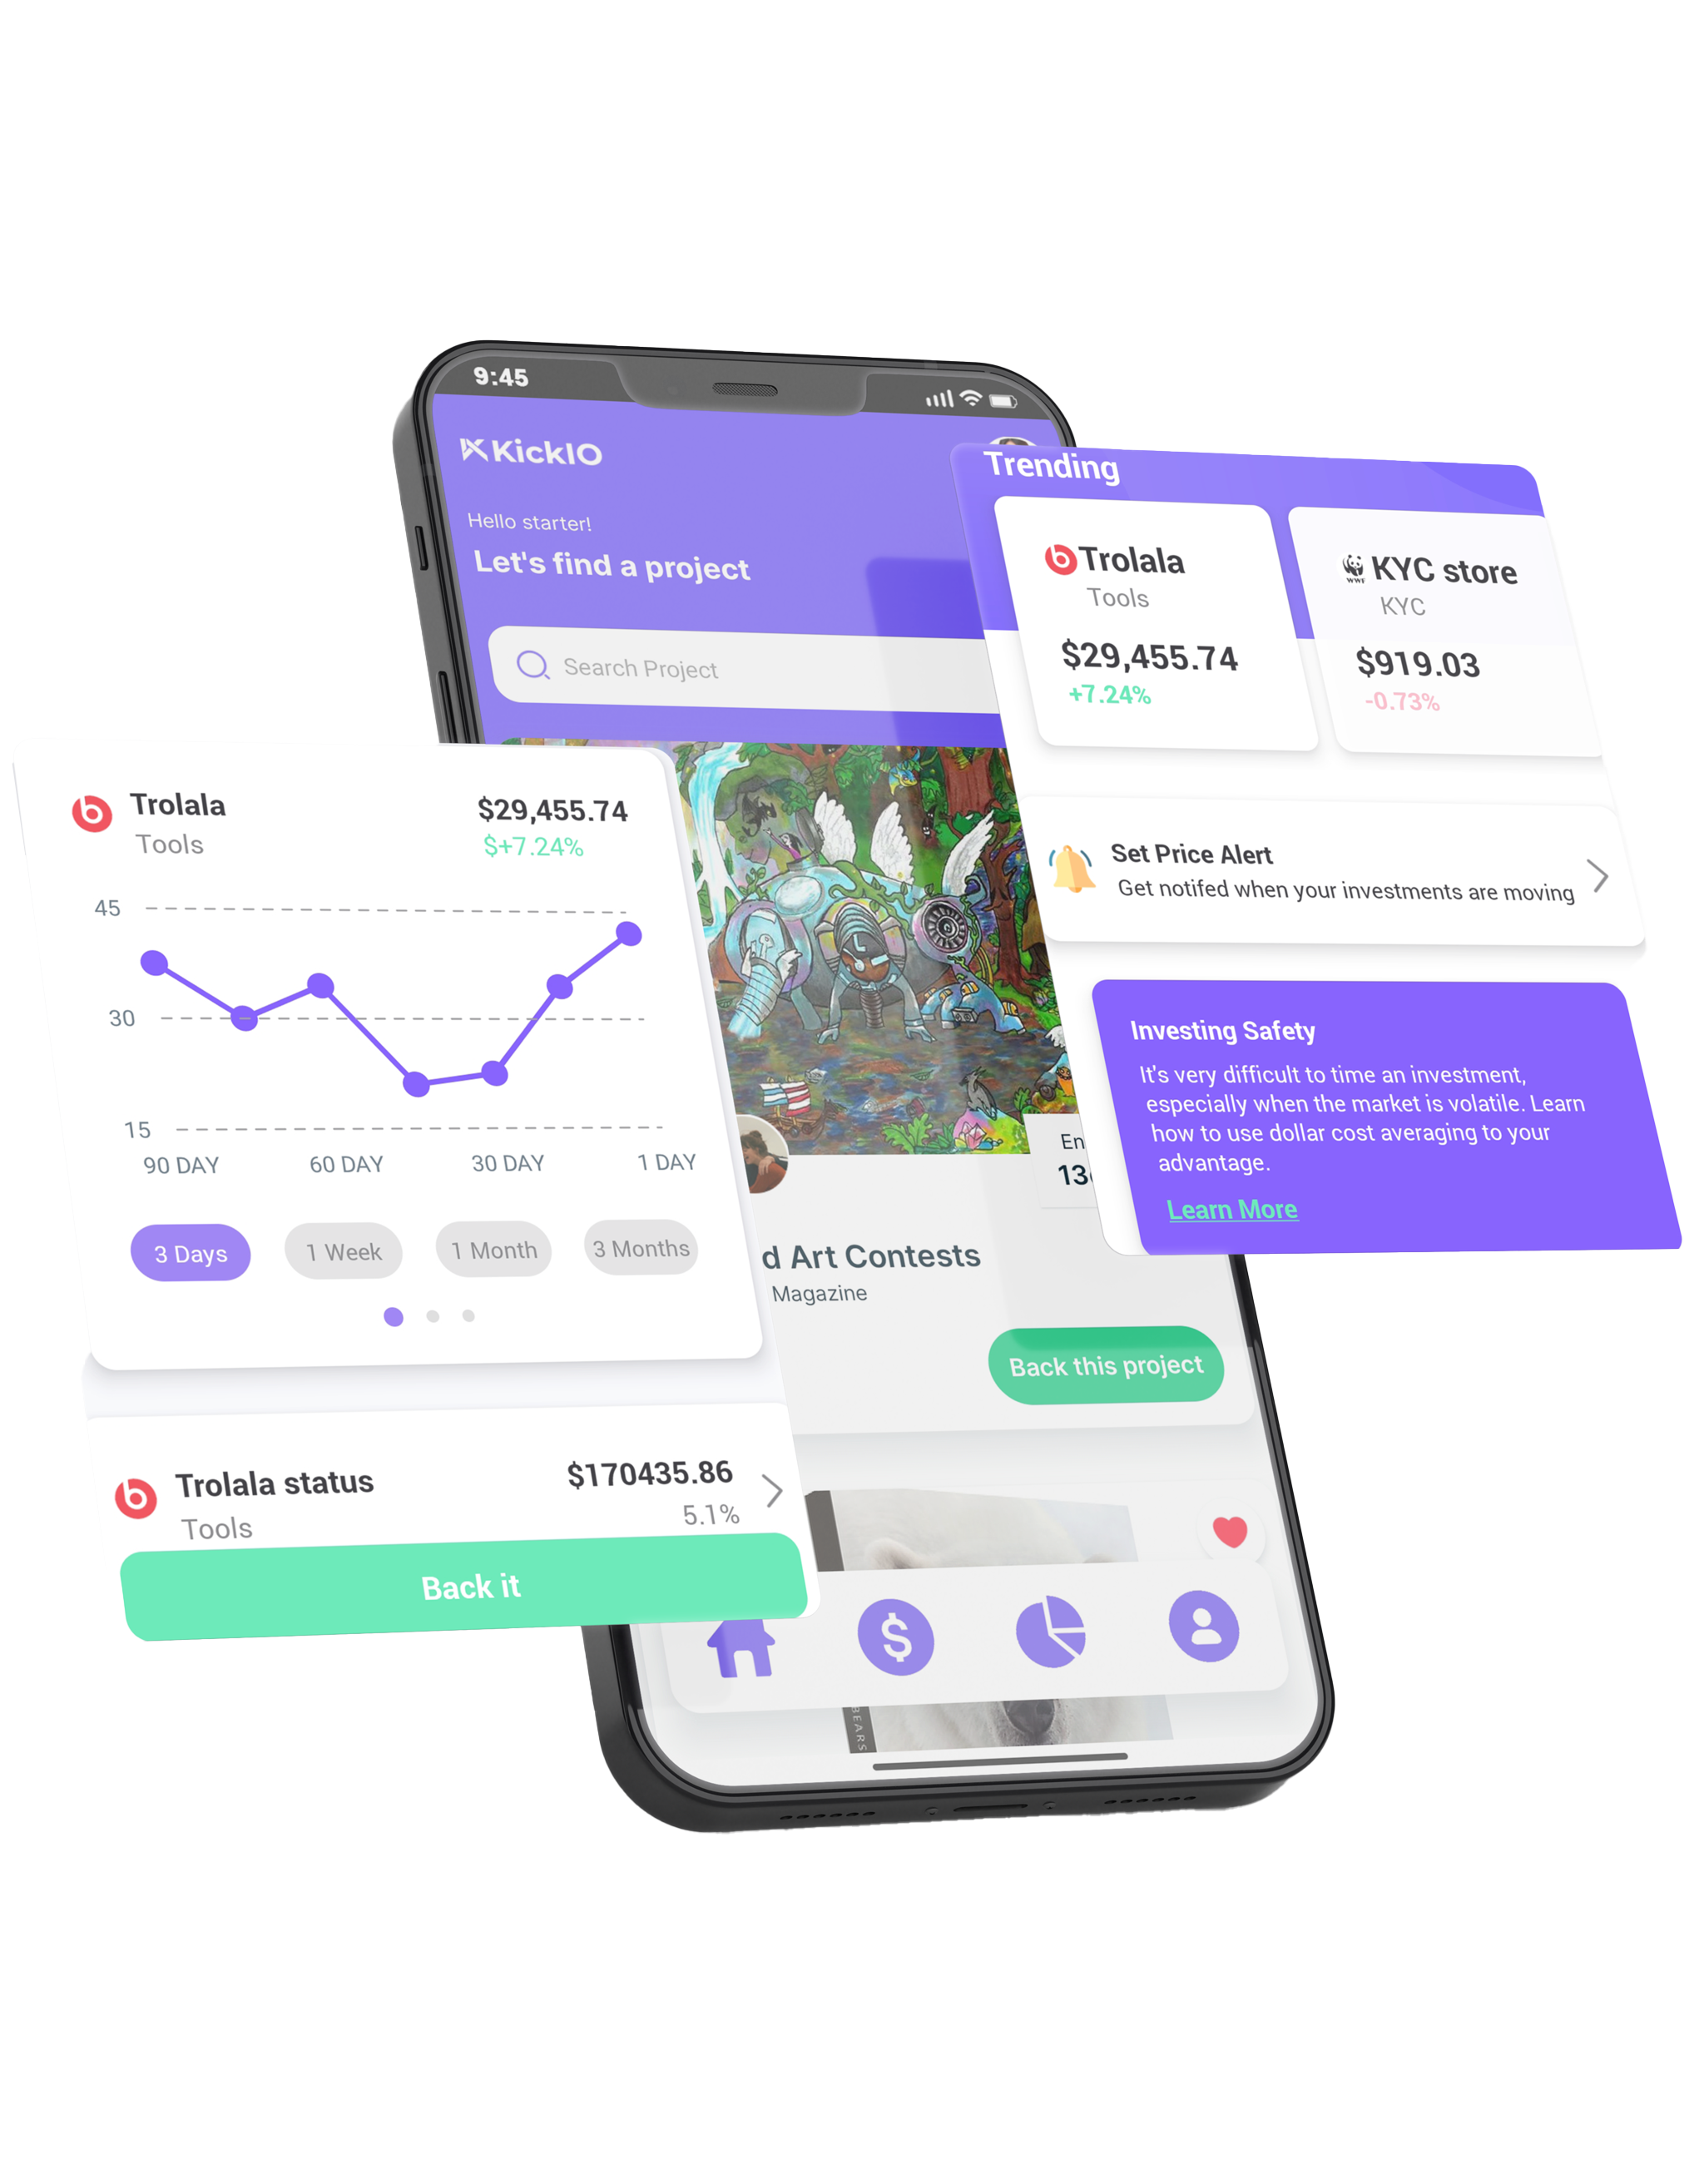 9:45
KickIO
Hello starter!
Let's find a project
Search Project
Trending
Trolala
Tools
$29,455.74
+7.24%
WWF
KYC store
KYC
$919.03
-0.73%
Set Price Alert
Get notifed when your investments are moving
Investing Safety
It's very difficult to time an investment,
especially when the market is volatile. Learn
how to use dollar cost averaging to your
advantage.
Learn More
Trolala
Tools
$29,455.74
$+7.24%
45
30
15
90 DAY
60 DAY
30 DAY
1 DAY
3 Days
1 Week
1 Month
3 Months
Art Contests
Magazine
Back this project
Trolala status
Tools
$170435.86
5.1%
Back it
BEARS